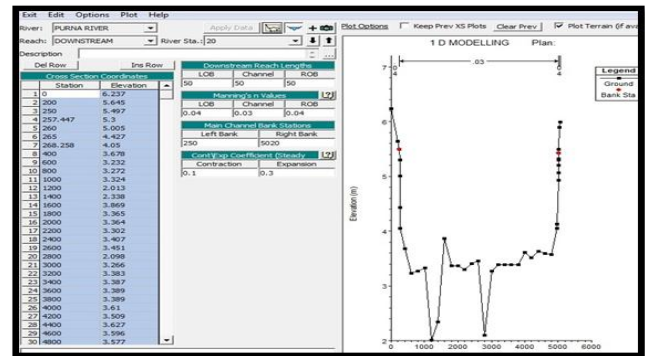 Exit Edit Options Plot Help
River: PURNA RIVER Apply Data
Reach: DOWNSTREAM River Sta.: 20
Description
Del Row Ins Row
Cross Section Coordinates
Station Elevation
1 0 6.237
2 200 5.645
3 250 5.497
4 257.447 5.3
5 260 5.005
6 265 4.427
7 268.258 4.05
8 400 3.678
9 600 3.232
10 800 3.272
11 1000 3.324
12 1200 2.013
13 1400 2.338
14 1600 3.869
15 1800 3.365
16 2000 3.364
17 2200 3.302
18 2400 3.407
19 2600 3.451
20 2800 2.098
21 3000 3.266
22 3200 3.383
23 3400 3.387
24 3600 3.389
25 3800 3.389
26 4000 3.61
27 4200 3.509
28 4400 3.627
29 4600 3.596
30 4800 3.577
Downstream Reach Lengths
LOB Channel ROB
50 50 50
Manning's n Values
LOB Channel ROB
0.04 0.03 0.04
Main Channel Bank Stations
Left Bank Right Bank
250 5020
Cont\Exp Coefficient (Steady
Contraction Expansion
0.1 0.3
Plot Options Keep Prev XS Plots Clear Prev Plot Terrain (if ava
1 D MODELLING Plan:
.03
Legend
Ground
Bank Sta
Elevation (m)
7
6
5
4
3
2
0 1000 2000 3000 4000 5000 6000